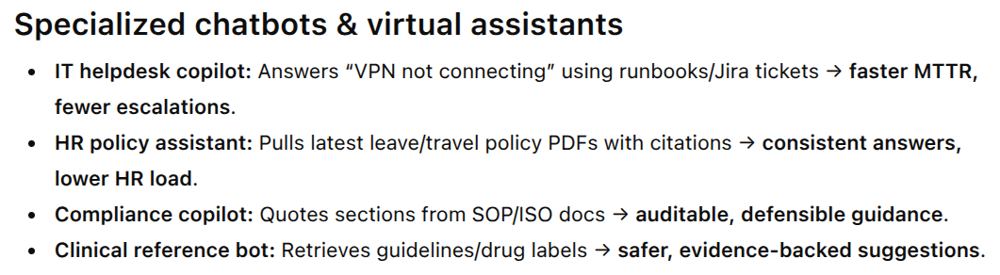 Specialized chatbots & virtual assistants
• IT helpdesk copilot: Answers “VPN not connecting” using runbooks/Jira tickets → faster MTTR,
fewer escalations.
• HR policy assistant: Pulls latest leave/travel policy PDFs with citations → consistent answers,
lower HR load.
• Compliance copilot: Quotes sections from SOP/ISO docs → auditable, defensible guidance.
• Clinical reference bot: Retrieves guidelines/drug labels → safer, evidence-backed suggestions.